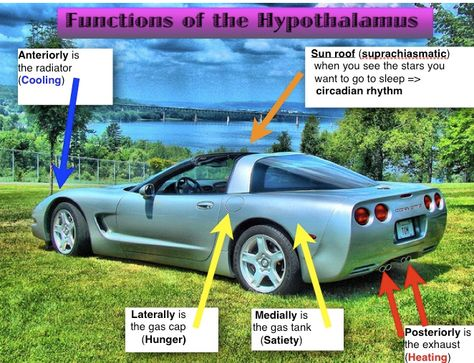 Functions of the Hypothalamus
Anteriorly is
the radiator
(Cooling)
Sun roof (suprachiasmatic)
when you see the stars you
want to go to sleep =>
circadian rhythm
Laterally is
the gas cap
(Hunger)
Medially is
the gas tank
(Satiety)
Posteriorly is
the exhaust
(Heating)